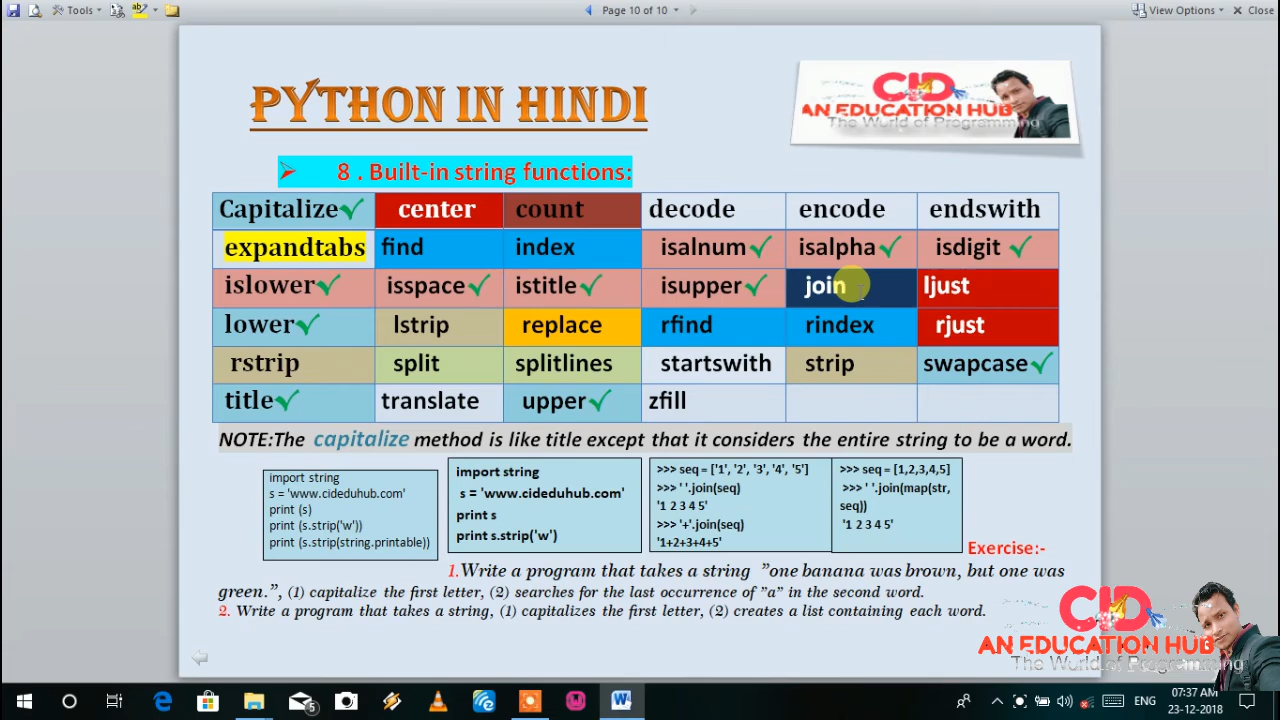 Tools
Page 10 of 10
View Options
Close
PYTHON IN HINDI
CID
AN EDUCATION HUB
The World of Programming
8 . Built-in string functions:
Capitalize✓ center count decode encode endswith
expandtabs find index isalnum✓ isalpha✓ isdigit✓
islower✓ isspace✓ istitle✓ isupper✓ join ljust
lower✓ lstrip replace rfind rindex rjust
rstrip split splitlines startswith strip swapcase✓
title✓ translate upper✓ zfill
NOTE:The capitalize method is like title except that it considers the entire string to be a word.
import string
s = 'www.cideduhub.com'
print (s)
print (s.strip('w'))
print (s.strip(string.printable))
import string
s = 'www.cideduhub.com'
print s
print s.strip('w')
>>> seq = ['1', '2', '3', '4', '5']
>>> ' '.join(seq)
'1 2 3 4 5'
>>> '+'.join(seq)
'1+2+3+4+5'
>>> seq = [1,2,3,4,5]
>>> ' '.join(map(str,
seq))
'1 2 3 4 5'
Exercise:-
1.Write a program that takes a string ”one banana was brown, but one was
green.”, (1) capitalize the first letter, (2) searches for the last occurrence of ”a” in the second word.
2. Write a program that takes a string, (1) capitalizes the first letter, (2) creates a list containing each word.
CID
AN EDUCATION HUB
The World of Programming
5
ENG
07:37 AM
23-12-2018